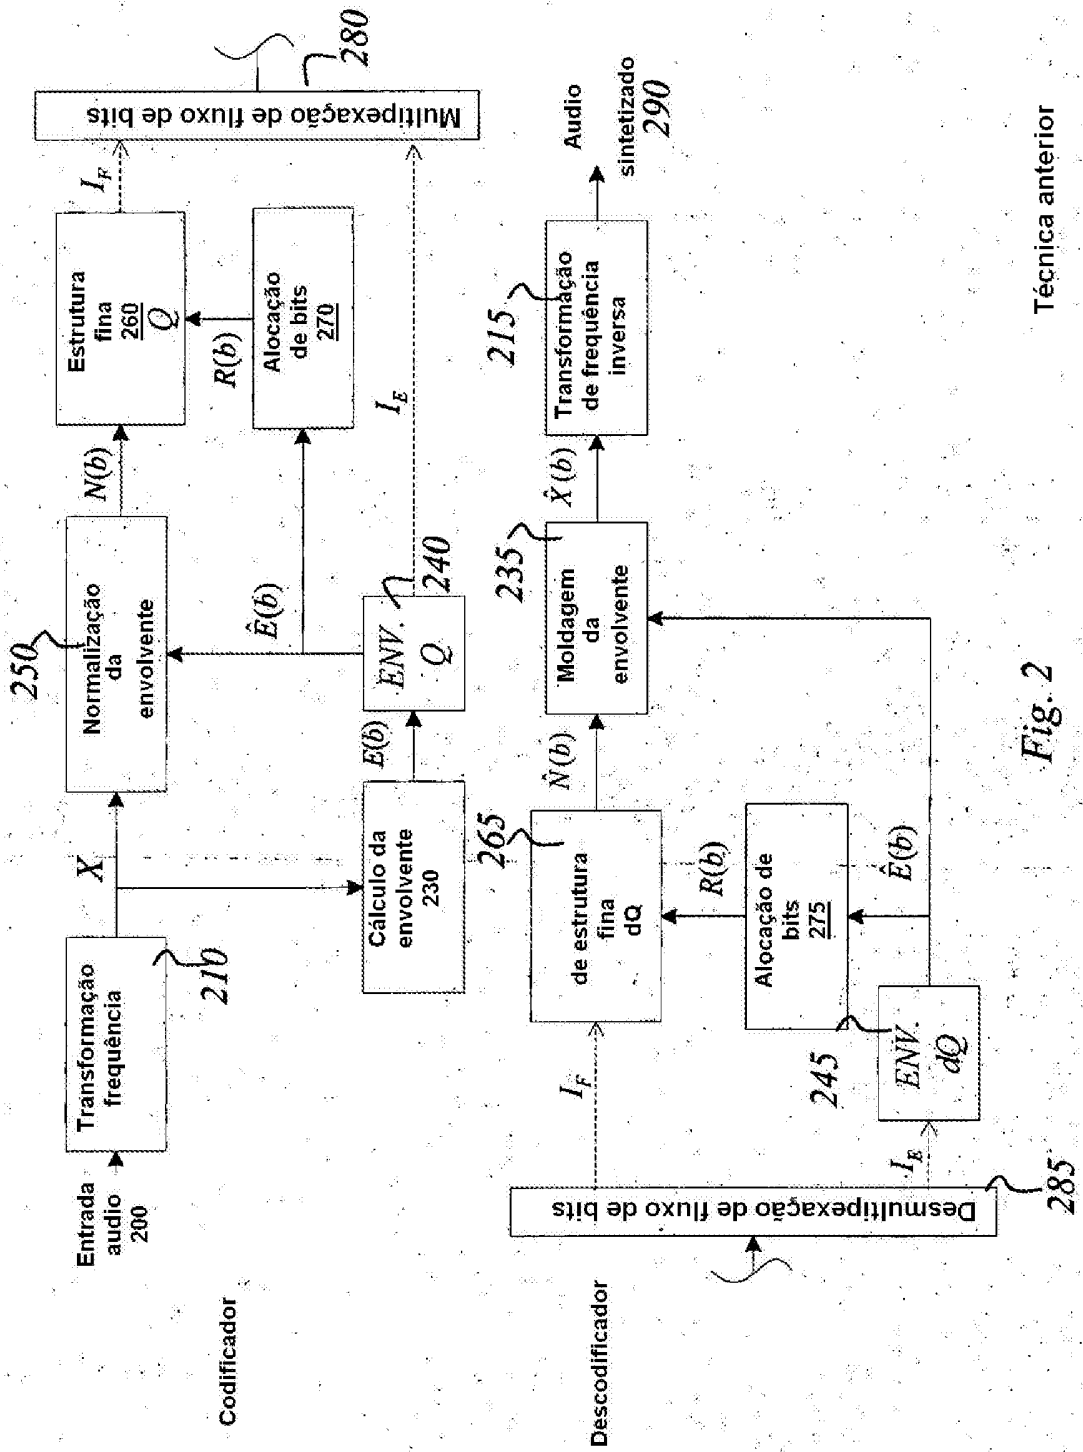 Codificador
Entrada
audio
200
Transformação
frequência
210
X
250
Normalização
da
envolvente
N(b)
Estrutura
fina
260
Q
I_F
Multipexação de fluxo de bits
280
Cálculo da
envolvente
230
E(b)
ENV.
Q
240
Ê(b)
Alocação
de bits
270
R(b)
I_E
Descodificador
Desmultipexação de fluxo de bits
285
I_F
I_E
265
de estrutura
fina
dQ
N̂(b)
235
Moldagem
da
envolvente
X̂(b)
215
Transformação
de frequência
inversa
Audio
sintetizado
290
R(b)
Alocação de
bits
275
245
ENV.
dQ
Ê(b)
Fig. 2
Técnica anterior